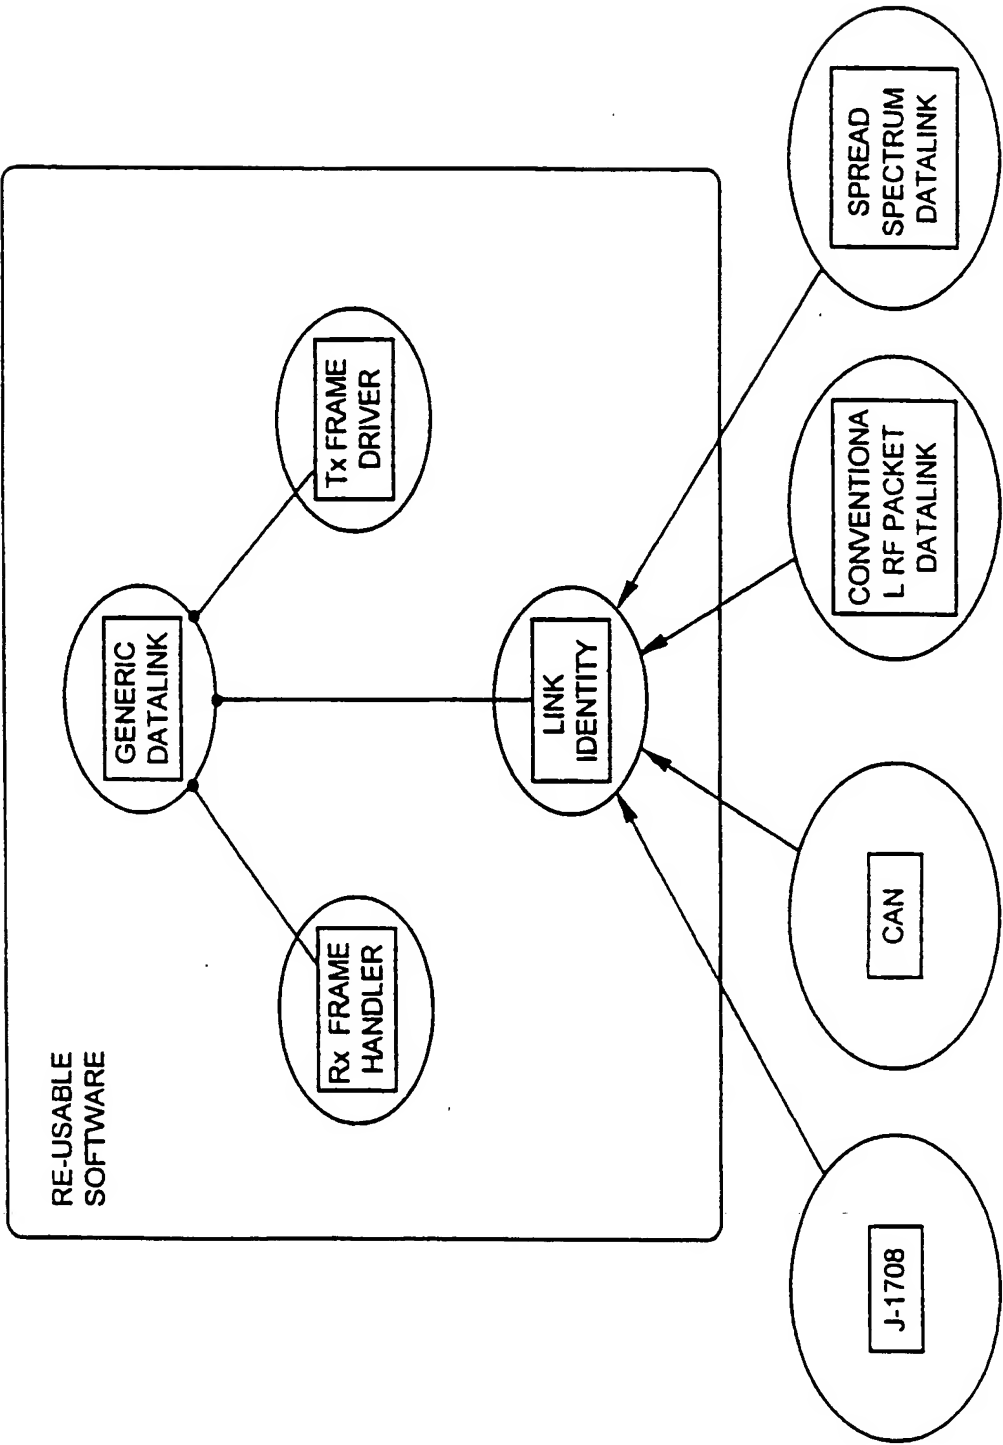 RE-USABLE
SOFTWARE
GENERIC
DATALINK
Rx FRAME
HANDLER
Tx FRAME
DRIVER
LINK
IDENTITY
J-1708
CAN
CONVENTIONA
L RF PACKET
DATALINK
SPREAD
SPECTRUM
DATALINK